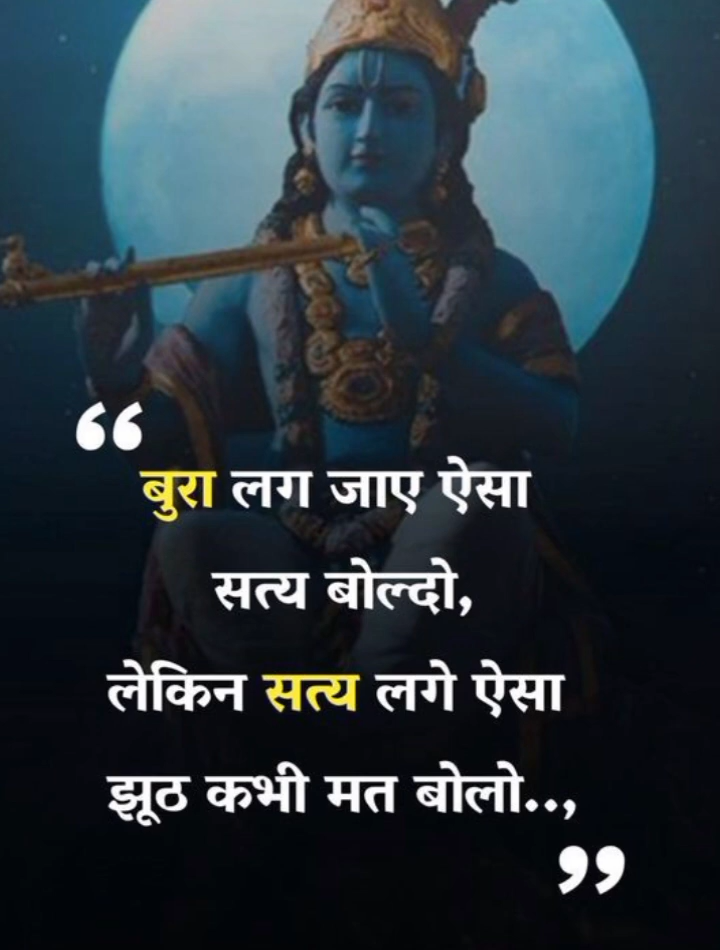 “
बुरा लग जाए ऐसा
सत्य बोल्दो,
लेकिन सत्य लगे ऐसा
झूठ कभी मत बोलो..,
”